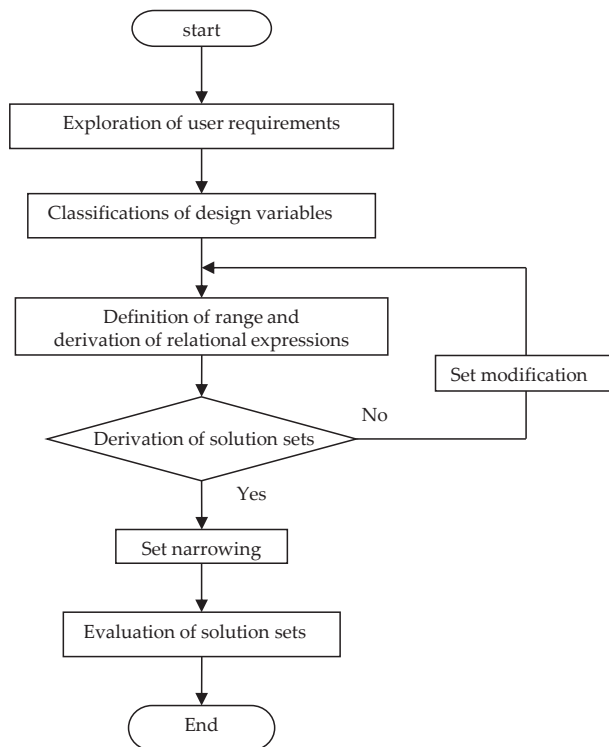 start
Exploration of user requirements
Classifications of design variables
Definition of range and
derivation of relational expressions
Set modification
No
Derivation of solution sets
Yes
Set narrowing
Evaluation of solution sets
End